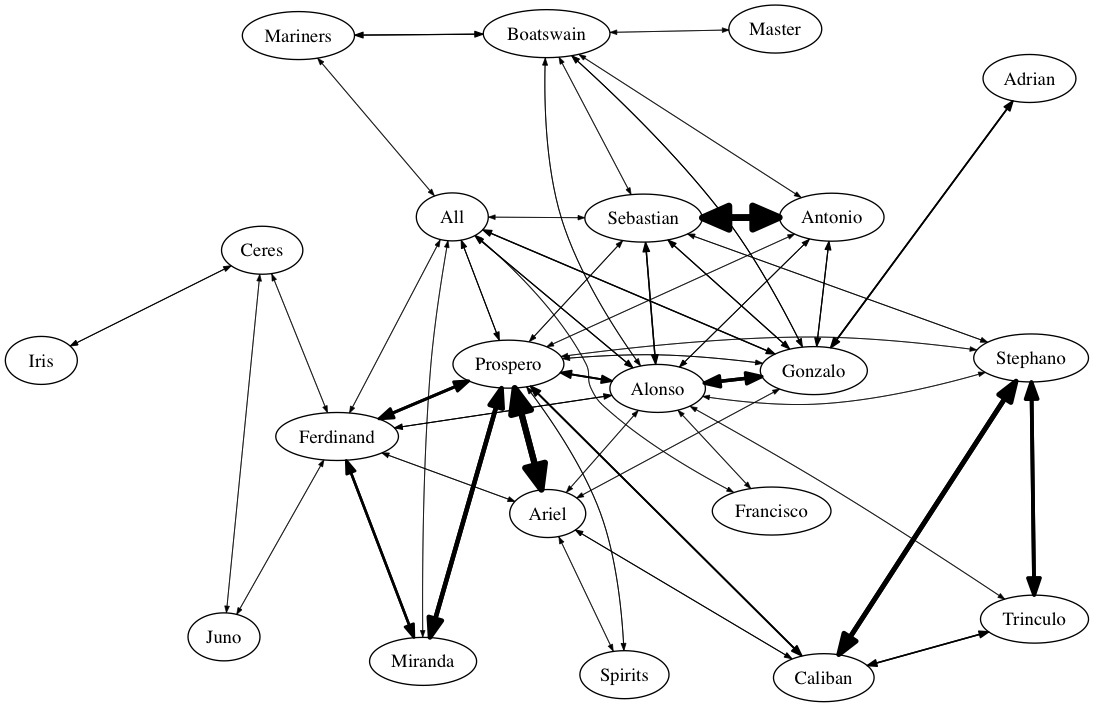 Mariners
Boatswain
Master
Adrian
All
Sebastian
Antonio
Ceres
Iris
Prospero
Alonso
Gonzalo
Stephano
Ferdinand
Ariel
Francisco
Juno
Miranda
Spirits
Caliban
Trinculo